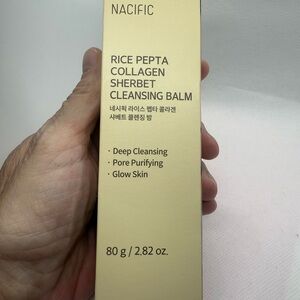 NACIFIC
RICE PEPTA
COLLAGEN
SHERBET
CLEANSING BALM
네시픽 라이스 펩타 콜라겐
샤베트 클렌징 밤
· Deep Cleansing
· Pore Purifying
· Glow Skin
80 g / 2.82 oz.